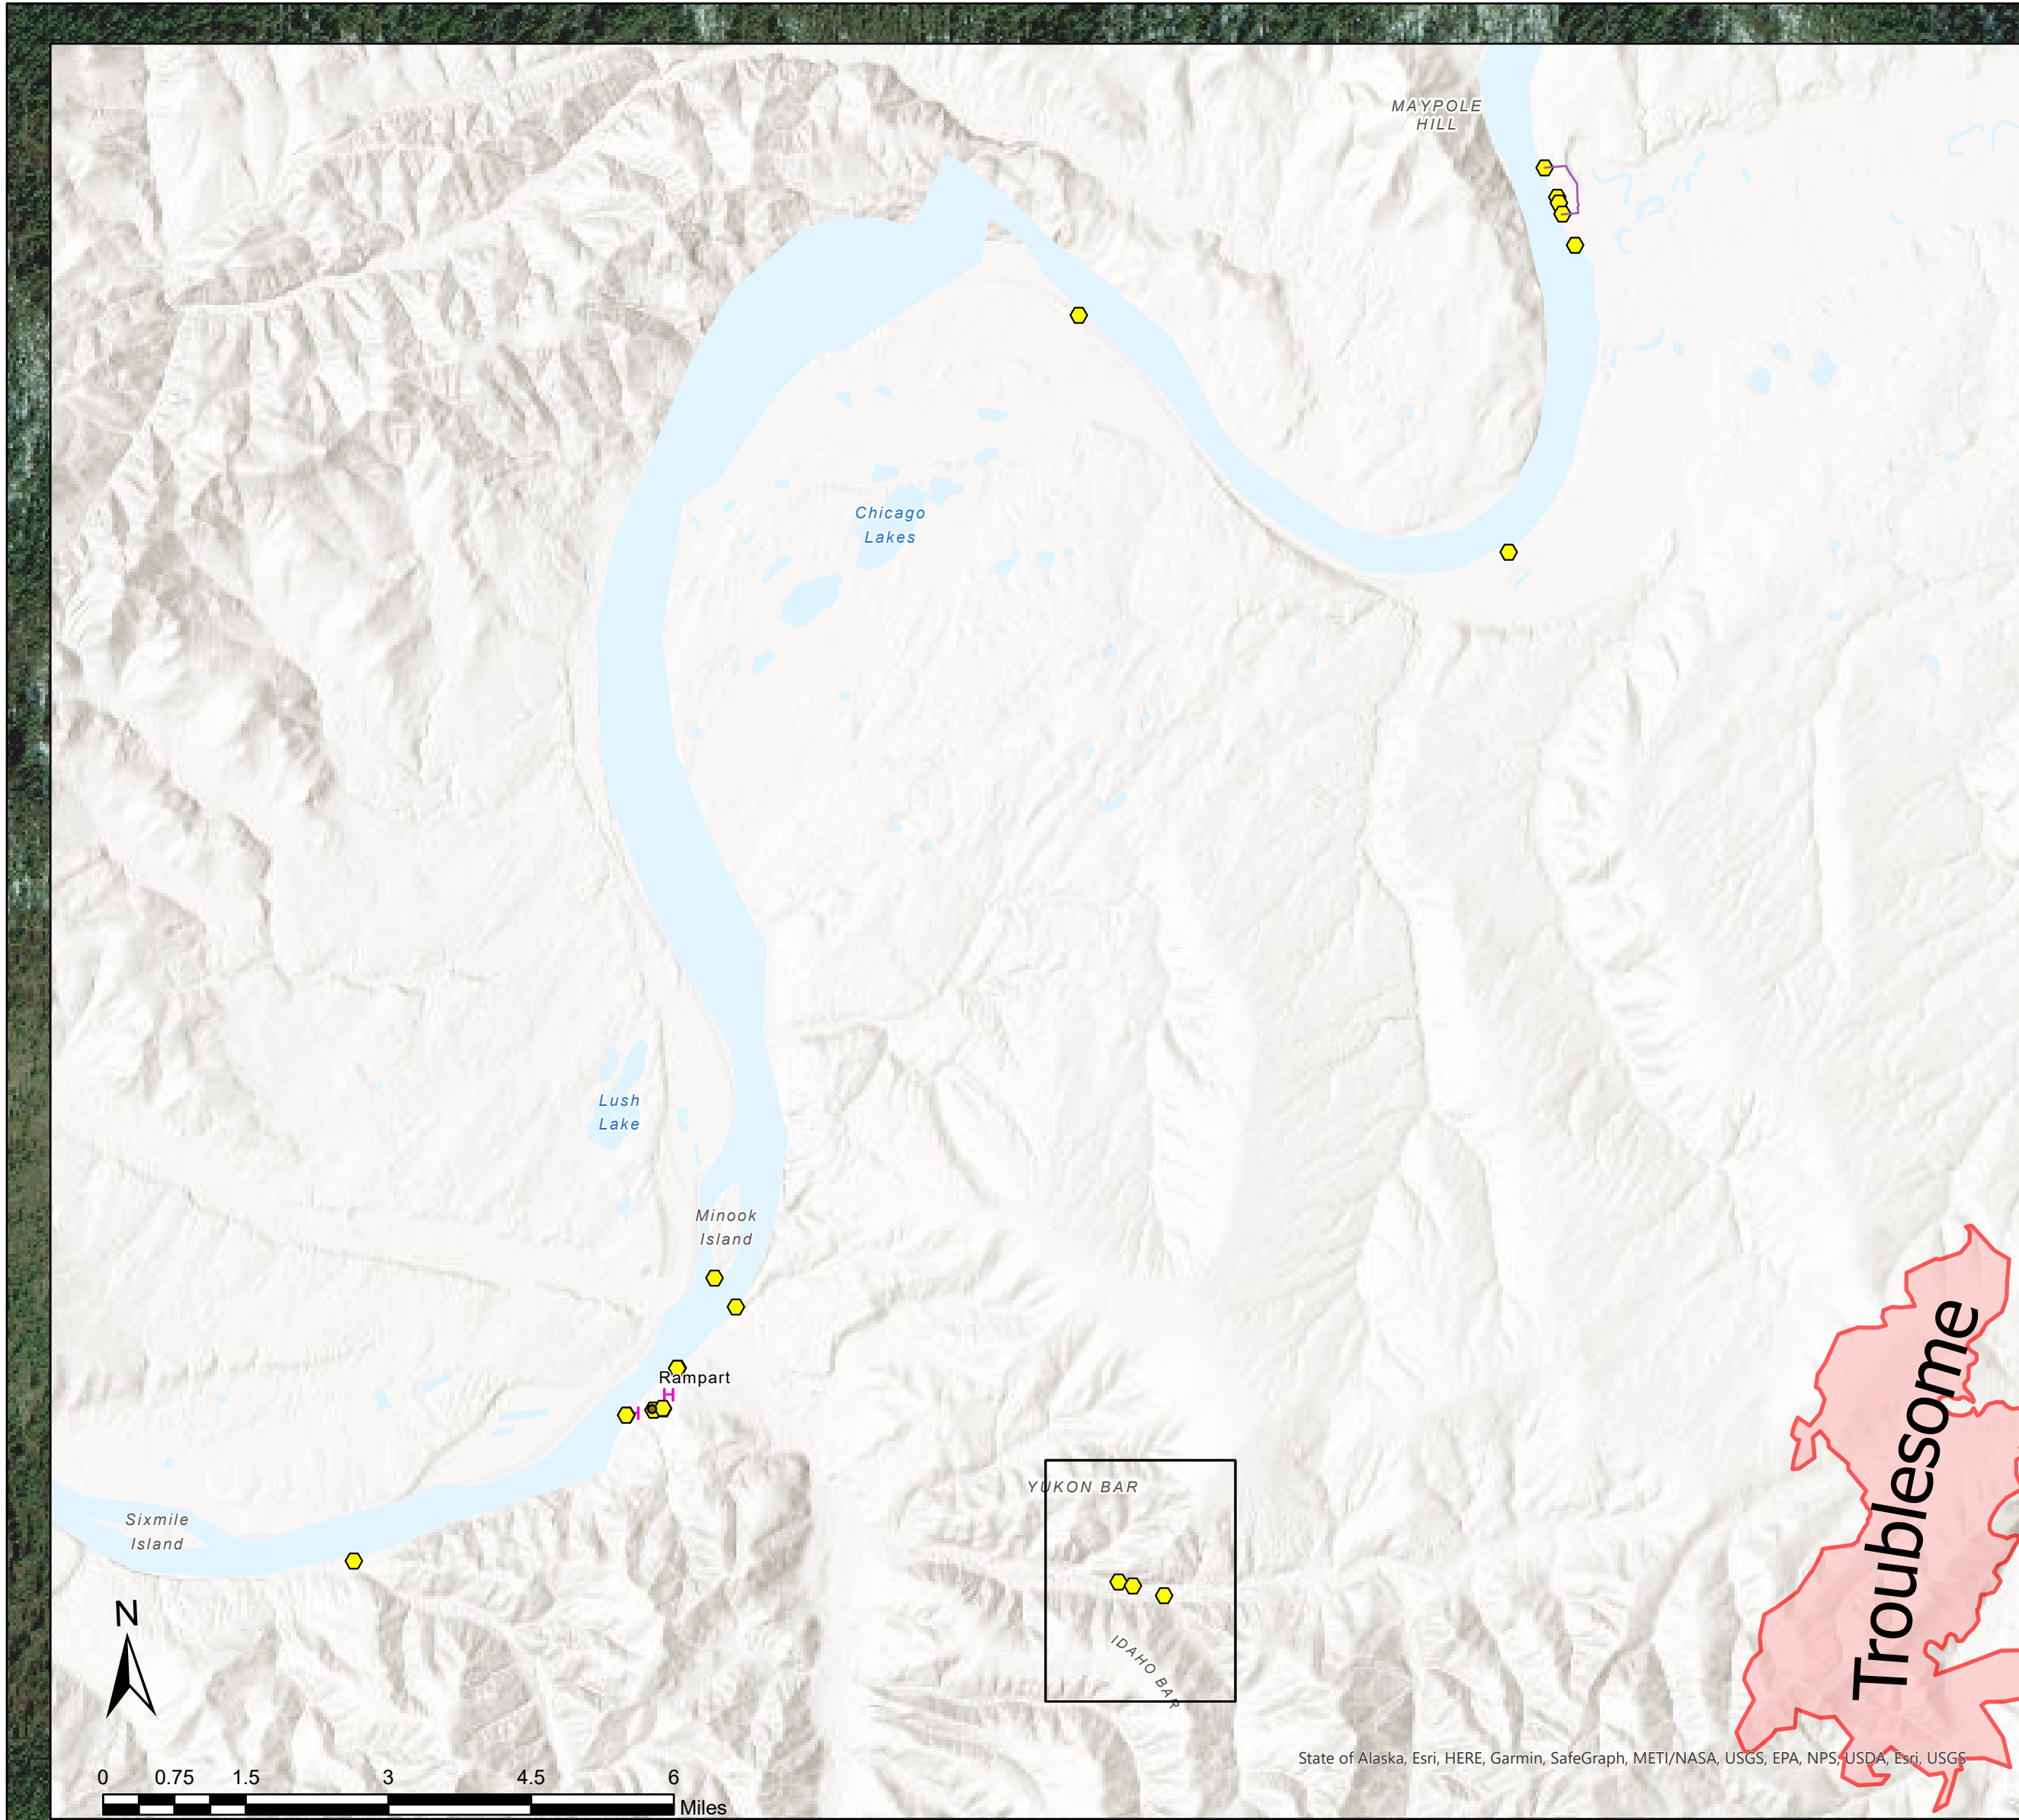 MAYPOLE
HILL
Chicago
Lakes
Lush
Lake
Minook
Island
Rampart
H
H
YUKON BAR
Sixmile
Island
IDAHO BAR
Troublesome
N
State of Alaska, Esri, HERE, Garmin, SafeGraph, METI/NASA, USGS, EPA, NPS, USDA, Esri, USGS
0 0.75 1.5 3 4.5 6
Miles